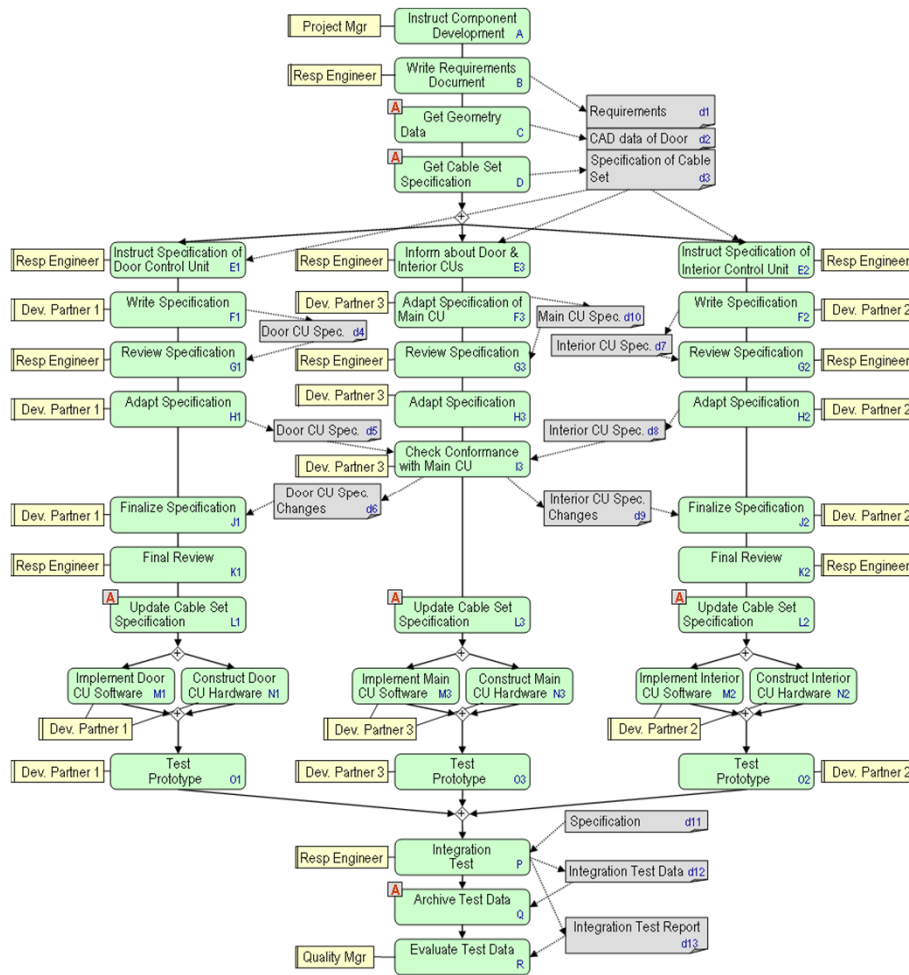 Project Mgr
Instruct Component
Development A
Resp Engineer
Write Requirements
Document B
Requirements d1
A
Get Geometry
Data C
CAD data of Door d2
A
Get Cable Set
Specification D
Specification of Cable
Set d3
+
Resp Engineer
Instruct Specification of
Door Control Unit E1
Resp Engineer
Inform about Door &
Interior CUs E3
Instruct Specification of
Interior Control Unit E2
Resp Engineer
Dev. Partner 1
Write Specification
F1
Door CU Spec. d4
Dev. Partner 3
Adapt Specification of
Main CU F3
Main CU Spec. d10
Write Specification
F2
Dev. Partner 2
Interior CU Spec. d7
Resp Engineer
Review Specification
G1
Resp Engineer
Review Specification
G3
Review Specification
G2
Resp Engineer
Dev. Partner 1
Adapt Specification
H1
Door CU Spec. d5
Dev. Partner 3
Adapt Specification
H3
Interior CU Spec. d8
Adapt Specification
H2
Dev. Partner 2
Dev. Partner 3
Check Conformance
with Main CU I3
Door CU Spec.
Changes d6
Interior CU Spec.
Changes d9
Dev. Partner 1
Finalize Specification
J1
Finalize Specification
J2
Dev. Partner 2
Resp Engineer
Final Review
K1
Final Review
K2
Resp Engineer
A
Update Cable Set
Specification L1
A
Update Cable Set
Specification L3
A
Update Cable Set
Specification L2
+
+
+
Implement Door
CU Software M1
Construct Door
CU Hardware N1
Implement Main
CU Software M3
Construct Main
CU Hardware N3
Implement Interior
CU Software M2
Construct Interior
CU Hardware N2
Dev. Partner 1
+
Dev. Partner 3
+
Dev. Partner 2
+
Dev. Partner 1
Test
Prototype O1
Dev. Partner 3
Test
Prototype O3
Test
Prototype O2
Dev. Partner 2
+
Specification d11
Resp Engineer
Integration
Test P
Integration Test Data d12
A
Archive Test Data
Q
Integration Test Report
d13
Quality Mgr
Evaluate Test Data
R